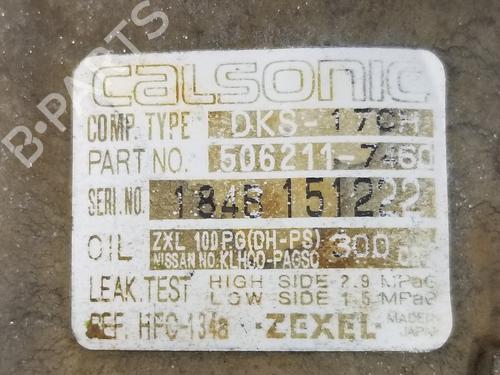 B-PARTS
calsonic
COMP. TYPE DKS-17CH
PART NO. 506211-7460
SERI.NO. 1846 151222
OIL ZXL 100PG(DH-PS) 300
NISSAN NO.KLHOO-PAGSO
LEAK.TEST HIGH SIDE 2.9 MPaG
LOW SIDE 1.5 MPaG
REF. HFC-134a -ZEXEL- MADE IN JAPAN